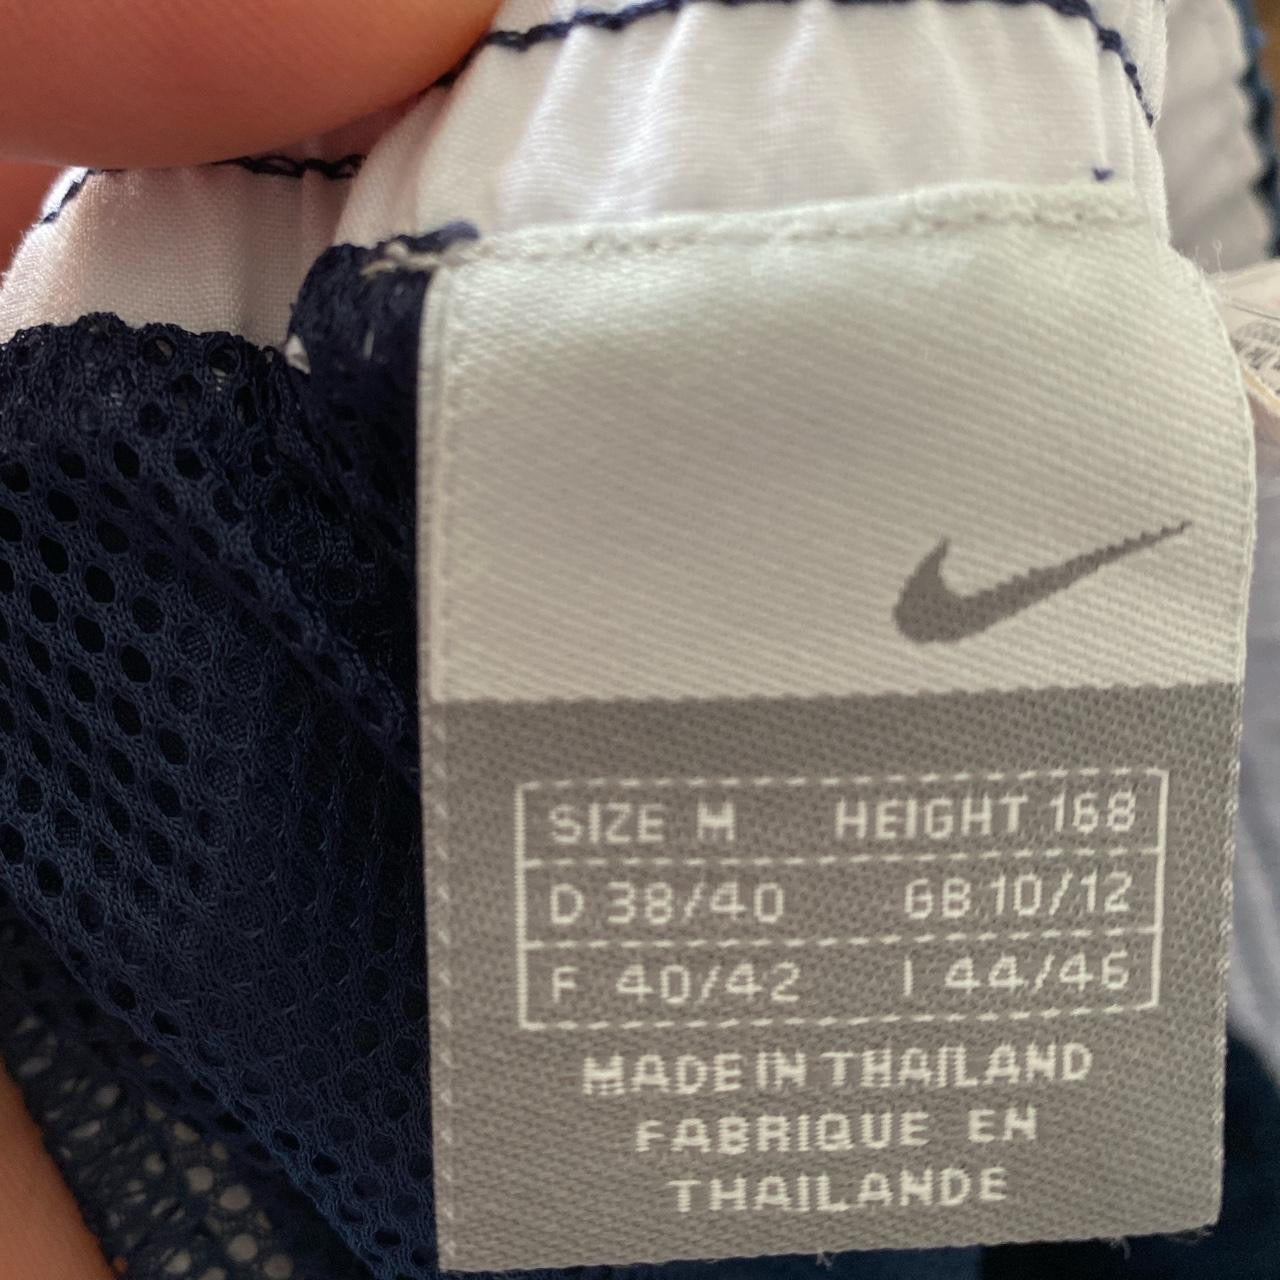 SIZE M HEIGHT 168
D 38/40 GB 10/12
F 40/42 I 44/46
MADE IN THAILAND
FABRIQUE EN
THAILANDE